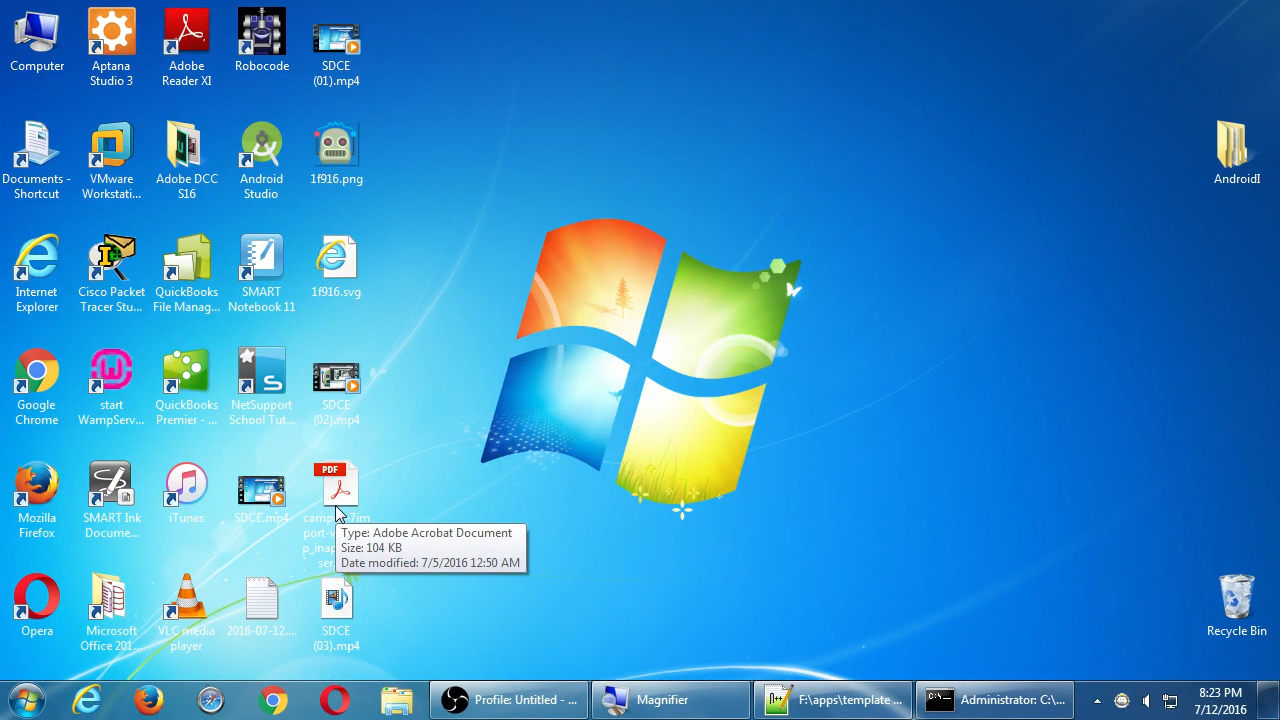 Computer
Aptana
Studio 3
Adobe
Reader XI
Robocode
SDCE
(01).mp4
Documents -
Shortcut
VMware
Workstati...
Adobe DCC
S16
Android
Studio
1f916.png
AndroidI
Internet
Explorer
Cisco Packet
Tracer Stu...
QuickBooks
File Manag...
SMART
Notebook 11
1f916.svg
Google
Chrome
start
WampServ...
QuickBooks
Premier - ...
NetSupport
School Tut...
SDCE
(02).mp4
Mozilla
Firefox
SMART Ink
Docume...
iTunes
SDCE.mp4
PDF
Type: Adobe Acrobat Document
Size: 104 KB
Date modified: 7/5/2016 12:50 AM
Opera
Microsoft
Office 201...
VLC media
player
2016-07-12....
SDCE
(03).mp4
Recycle Bin
Profile: Untitled - ...
Magnifier
F:\apps\template ...
Administrator: C:\...
8:23 PM
7/12/2016